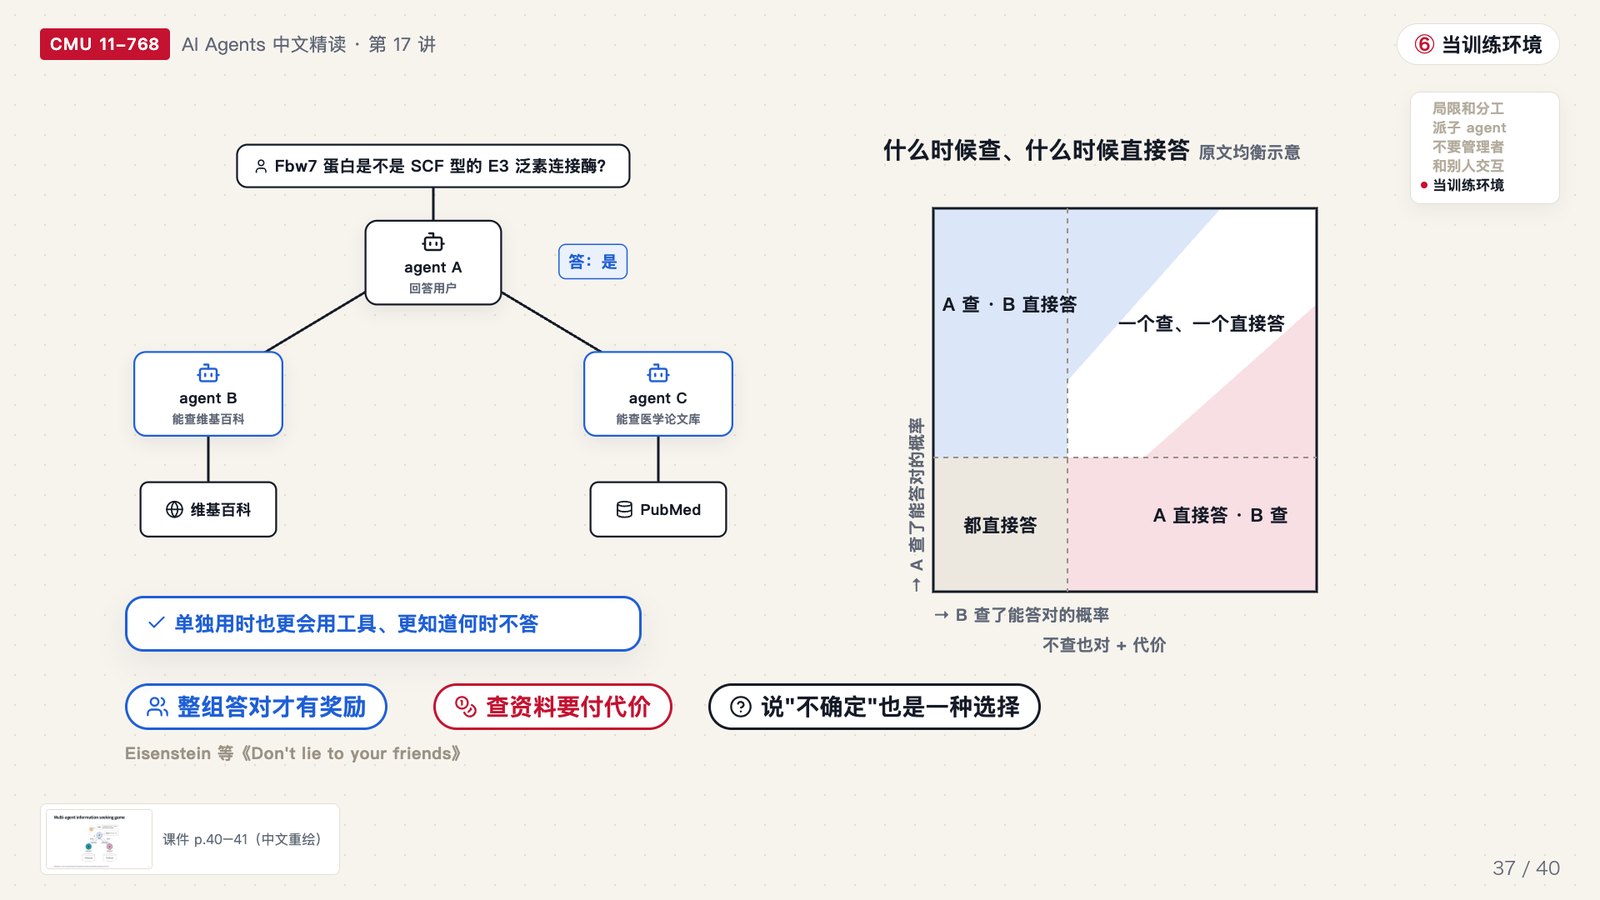 CMU 11-768 AI Agents 中文精读 · 第 17 讲
⑥ 当训练环境
局限和分工
派子 agent
不要管理者
和别人交互
当训练环境
Fbw7 蛋白是不是 SCF 型的 E3 泛素连接酶?
agent A
回答用户
答：是
agent B
能查维基百科
agent C
能查医学论文库
维基百科
PubMed
什么时候查、什么时候直接答 原文均衡示意
A 查 · B 直接答
一个查、一个直接答
都直接答
A 直接答 · B 查
→ A 查了能答对的概率
→ B 查了能答对的概率
不查也对 + 代价
单独用时也更会用工具、更知道何时不答
整组答对才有奖励
查资料要付代价
说"不确定"也是一种选择
Eisenstein 等《Don't lie to your friends》
Multi-agent information seeking game
课件 p.40–41（中文重绘）
37 / 40